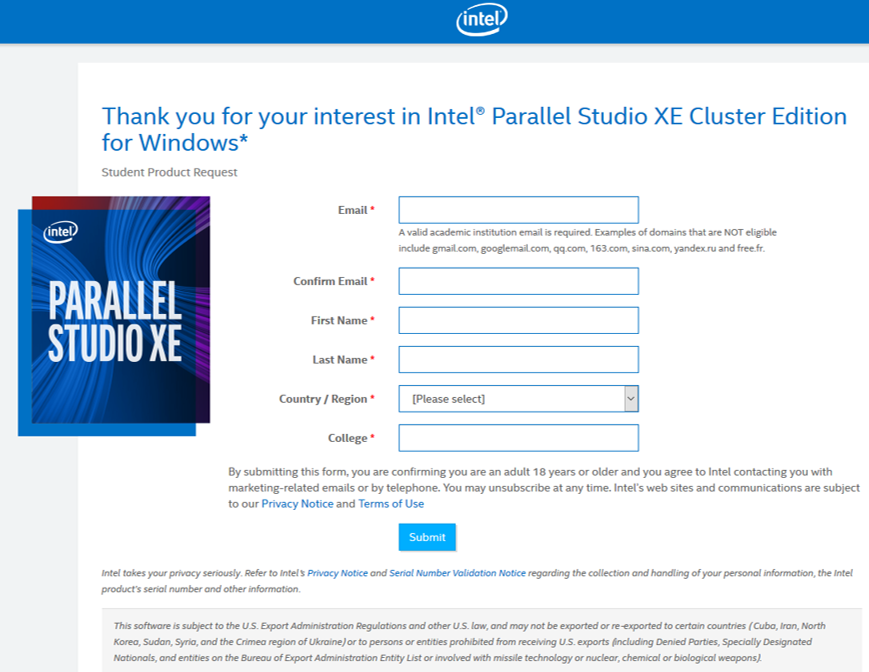 intel
Thank you for your interest in Intel® Parallel Studio XE Cluster Edition
for Windows*
Student Product Request
intel
PARALLEL
STUDIO XE
Email *
A valid academic institution email is required. Examples of domains that are NOT eligible
include gmail.com, googlemail.com, qq.com, 163.com, sina.com, yandex.ru and free.fr.
Confirm Email *
First Name *
Last Name *
Country / Region * [Please select]
College *
By submitting this form, you are confirming you are an adult 18 years or older and you agree to Intel contacting you with
marketing-related emails or by telephone. You may unsubscribe at any time. Intel's web sites and communications are subject
to our Privacy Notice and Terms of Use
Submit
Intel takes your privacy seriously. Refer to Intel's Privacy Notice and Serial Number Validation Notice regarding the collection and handling of your personal information, the Intel
product's serial number and other information.
This software is subject to the U.S. Export Administration Regulations and other U.S. law, and may not be exported or re-exported to certain countries (Cuba, Iran, North
Korea, Sudan, Syria, and the Crimea region of Ukraine) or to persons or entities prohibited from receiving U.S. exports (including Denied Parties, Specially Designated
Nationals, and entities on the Bureau of Export Administration Entity List or involved with missile technology or nuclear, chemical or biological weapons).